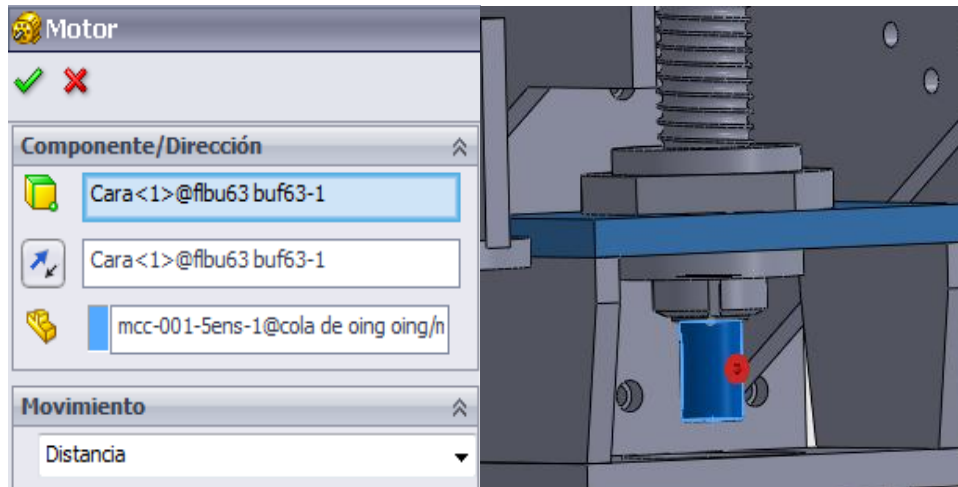 Motor
Componente/Dirección
Cara<1>@flbu63 buf63-1
Cara<1>@flbu63 buf63-1
mcc-001-5ens-1@cola de oing oing/n
Movimiento
Distancia